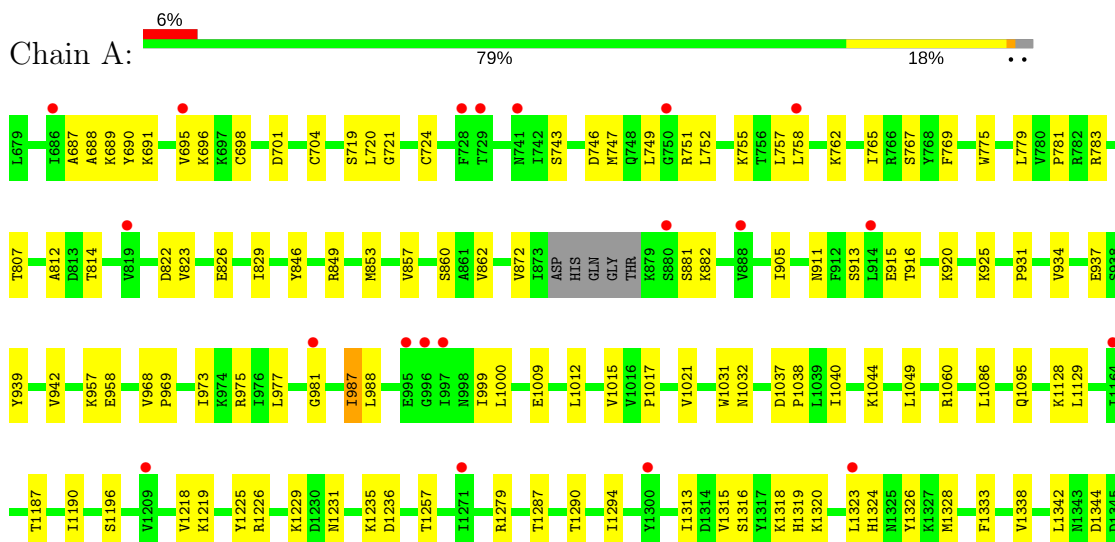 6%
Chain A:
79% 18% • •
L679 I686 A687 A688 K689 Y690 K691 V695 K696 K697 C698 D701 C704 S719 L720 G721 C724 F728 T729 N741 I742 S743 D746 M747 Q748 L749 G750 R751 L752 K755 T756 L757 L758 K762 I765 R766 S767 Y768 F769 W775 L779 V780 P781 R782 R783
T807 A812 D813 T814 V819 D822 V823 E826 I829 Y846 R849 M853 V857 S860 A861 V862 V872 I873 ASP HIS GLN GLY THR K879 S880 S881 K882 V888 I905 N911 F912 S913 L914 E915 T916 K920 K925 P931 V934 E937 S938
Y939 V942 K957 E958 V968 P969 I973 K974 R975 I976 L977 G981 I987 L988 E995 G996 I997 N998 I999 L1000 E1009 L1012 V1015 V1016 P1017 V1021 W1031 N1032 D1037 P1038 L1039 I1040 K1044 L1049 R1060 L1086 Q1095 K1128 L1129 I1164
T1187 I1190 S1196 V1209 V1218 K1219 Y1225 R1226 K1229 D1230 N1231 K1235 D1236 T1257 I1271 R1279 T1287 T1290 I1294 Y1300 I1313 D1314 V1315 S1316 Y1317 K1318 H1319 K1320 L1323 H1324 N1325 Y1326 K1327 M1328 F1333 V1338 L1342 N1343 D1344 D1345